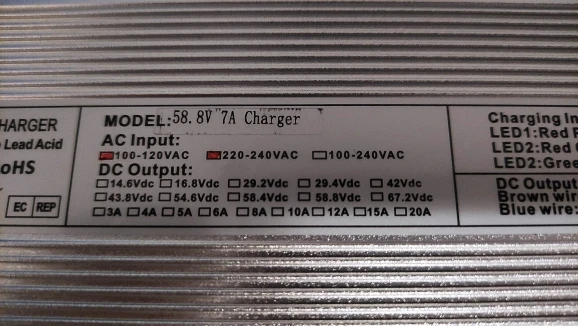 CHARGER
Lead Acid
oHS
EC REP
MODEL: 58.8V 7A Charger
AC Input:
100-120VAC 220-240VAC 100-240VAC
DC Output:
14.6Vdc 16.8Vdc 29.2Vdc 29.4Vdc 42Vdc
43.8Vdc 54.6Vdc 58.4Vdc 58.8Vdc 67.2Vdc
3A 4A 5A 6A 8A 10A 12A 15A 20A
Charging In
LED1:Red
LED2:Red
LED2:Gree
DC Output
Brown wi
Blue wire: